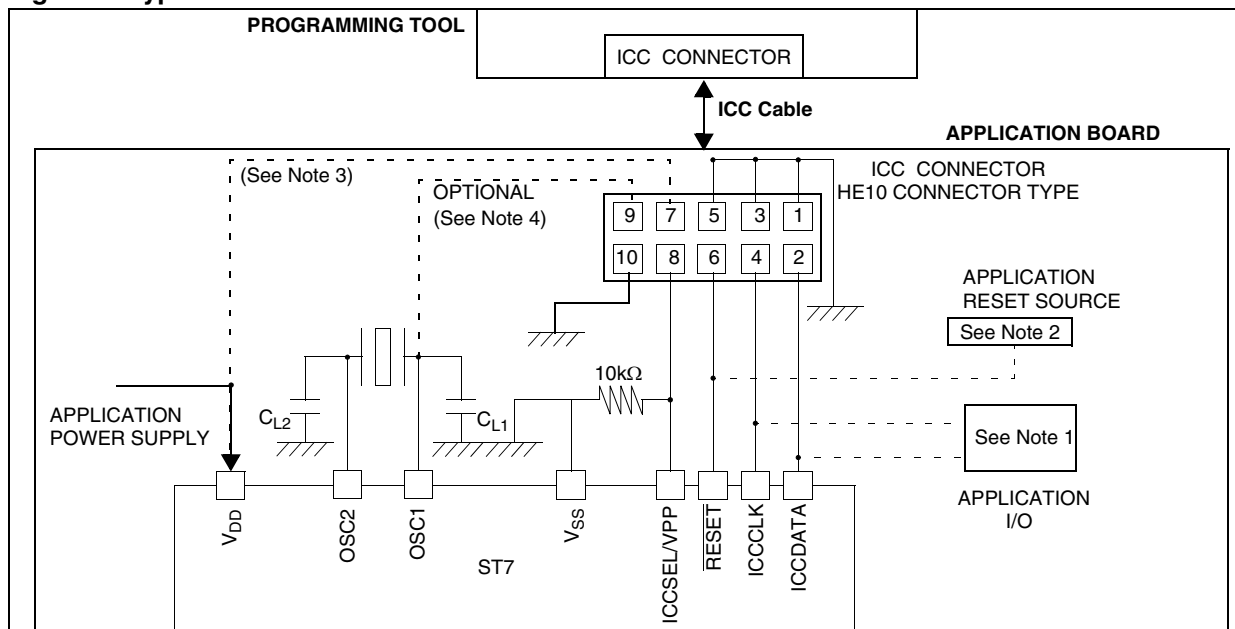 PROGRAMMING TOOL
ICC CONNECTOR
ICC Cable
APPLICATION BOARD
(See Note 3)
OPTIONAL
(See Note 4)
ICC CONNECTOR
HE10 CONNECTOR TYPE
9 7 5 3 1
10 8 6 4 2
APPLICATION
RESET SOURCE
See Note 2
10kΩ
APPLICATION
POWER SUPPLY
CL2
CL1
See Note 1
APPLICATION
I/O
VDD
OSC2
OSC1
VSS
ICCSEL/VPP
RESET
ICCCLK
ICCDATA
ST7